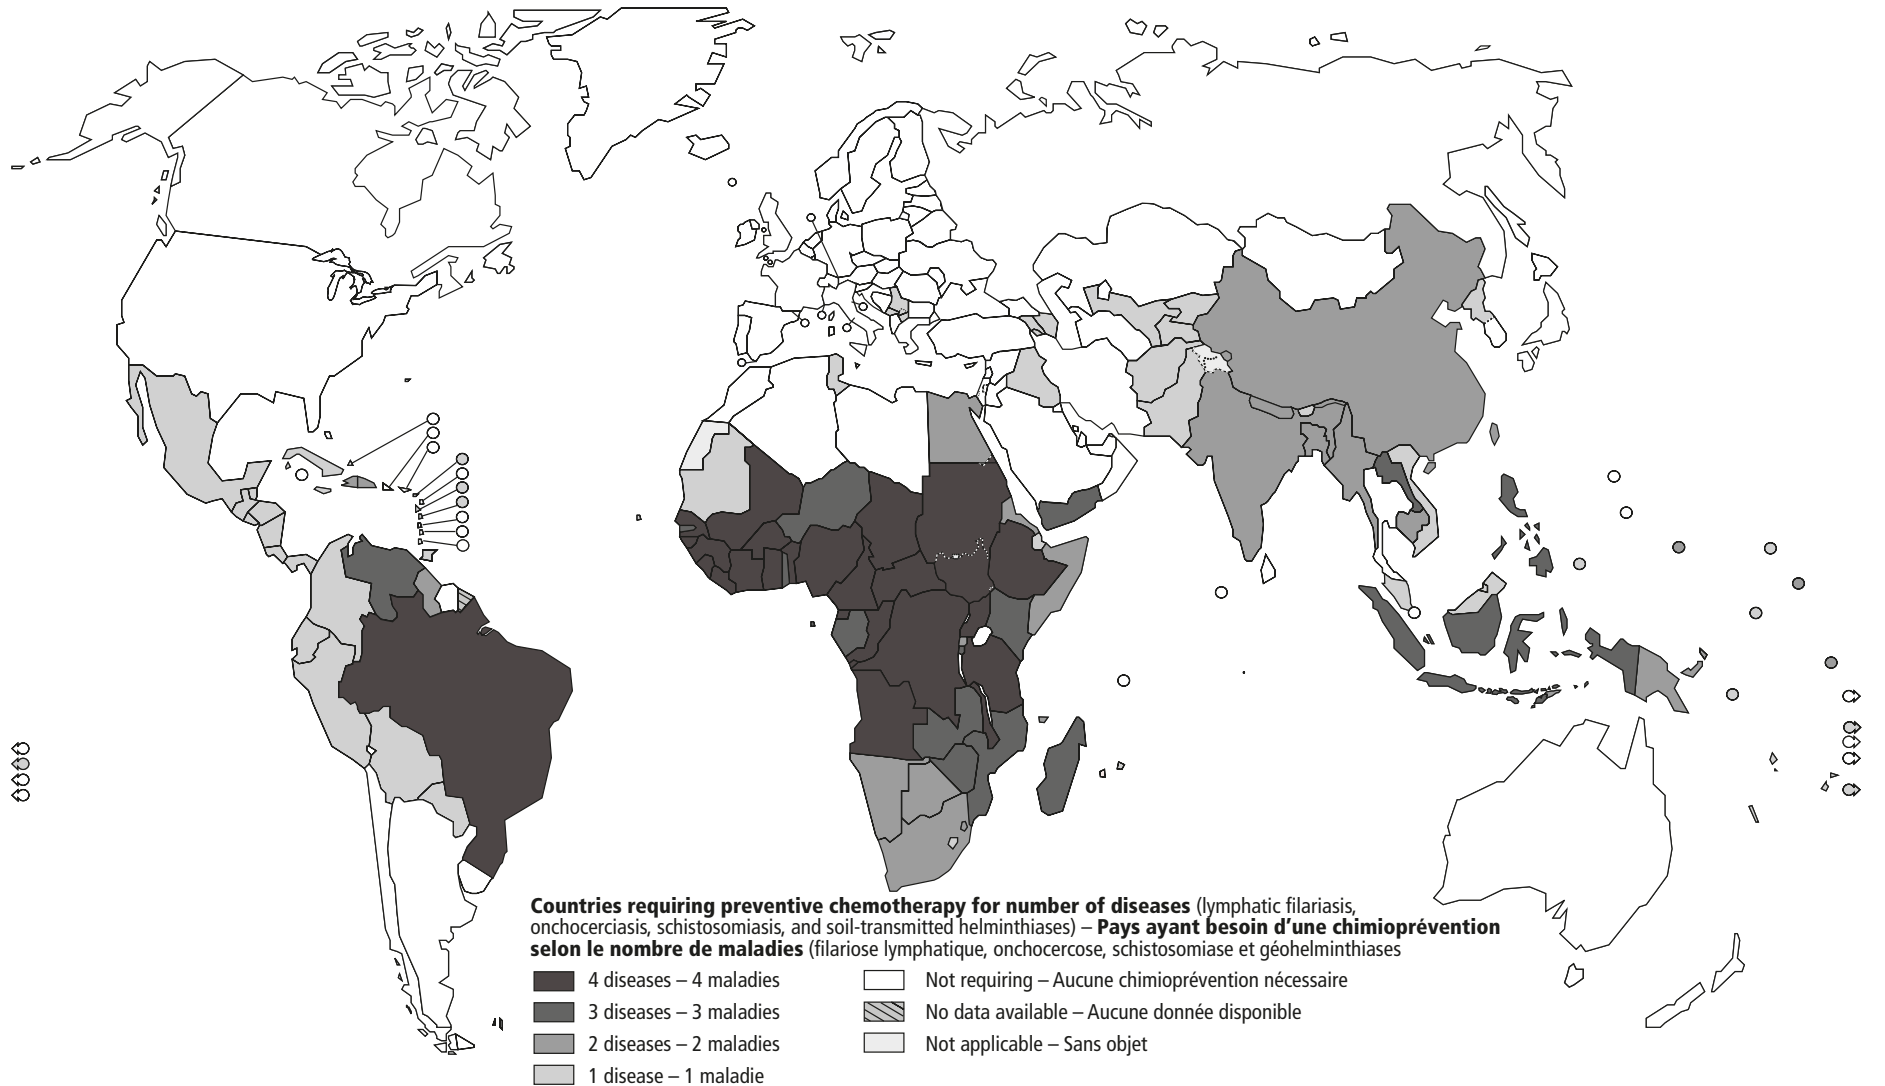 Countries requiring preventive chemotherapy for number of diseases (lymphatic filariasis,
onchocerciasis, schistosomiasis, and soil-transmitted helminthiases) – Pays ayant besoin d’une chimioprévention
selon le nombre de maladies (filariose lymphatique, onchocercose, schistosomiase et géohelminthiases
4 diseases – 4 maladies
3 diseases – 3 maladies
2 diseases – 2 maladies
1 disease – 1 maladie
Not requiring – Aucune chimioprévention nécessaire
No data available – Aucune donnée disponible
Not applicable – Sans objet